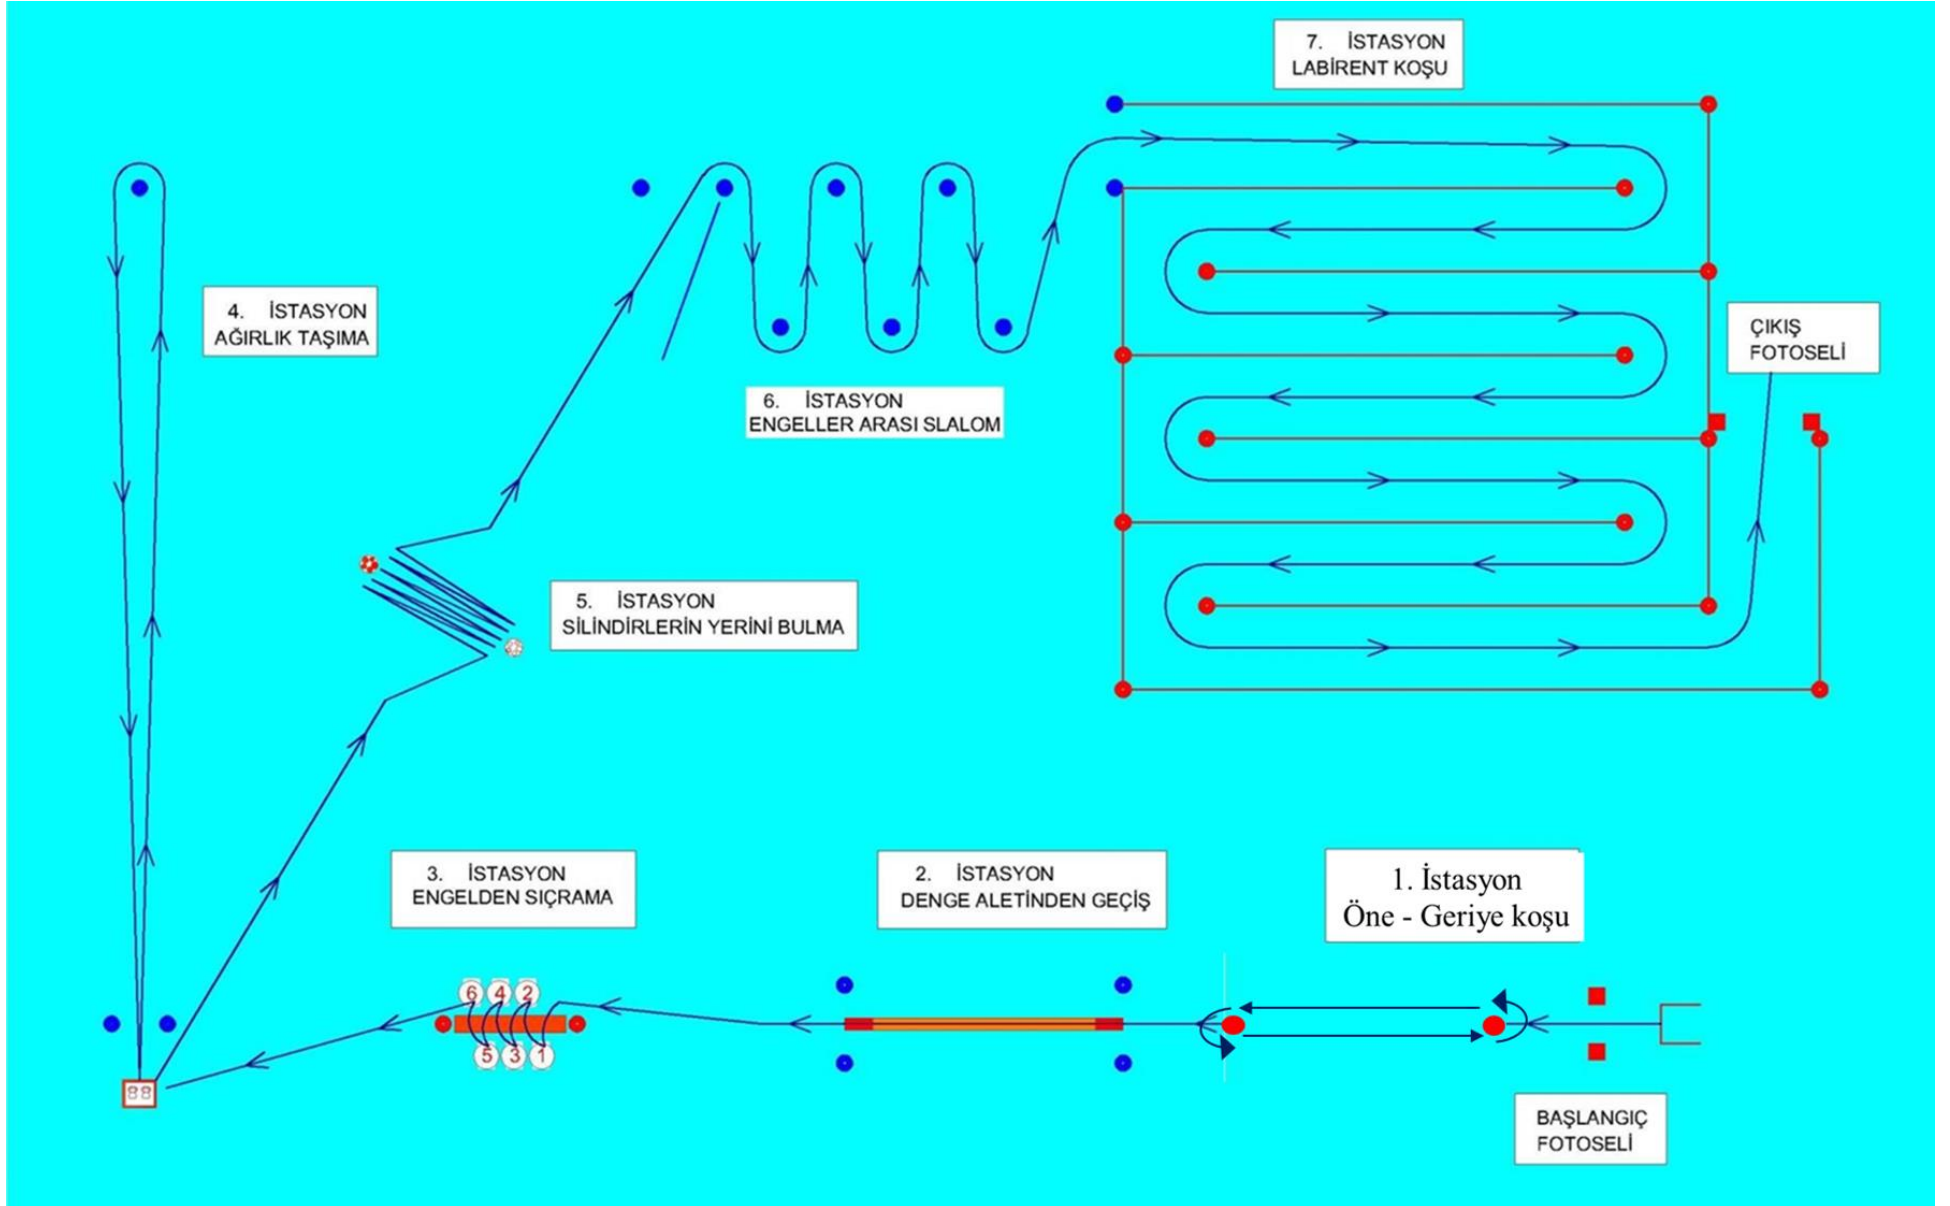 7. İSTASYON
LABİRENT KOŞU
4. İSTASYON
AĞIRLIK TAŞIMA
ÇIKIŞ
FOTOSELİ
6. İSTASYON
ENGELLER ARASI SLALOM
5. İSTASYON
SİLİNDİRLERİN YERİNİ BULMA
3. İSTASYON
ENGELDEN SIÇRAMA
2. İSTASYON
DENGE ALETİNDEN GEÇİŞ
1. İstasyon
Öne - Geriye koşu
6 4 2
5 3 1
88
BAŞLANGIÇ
FOTOSELİ